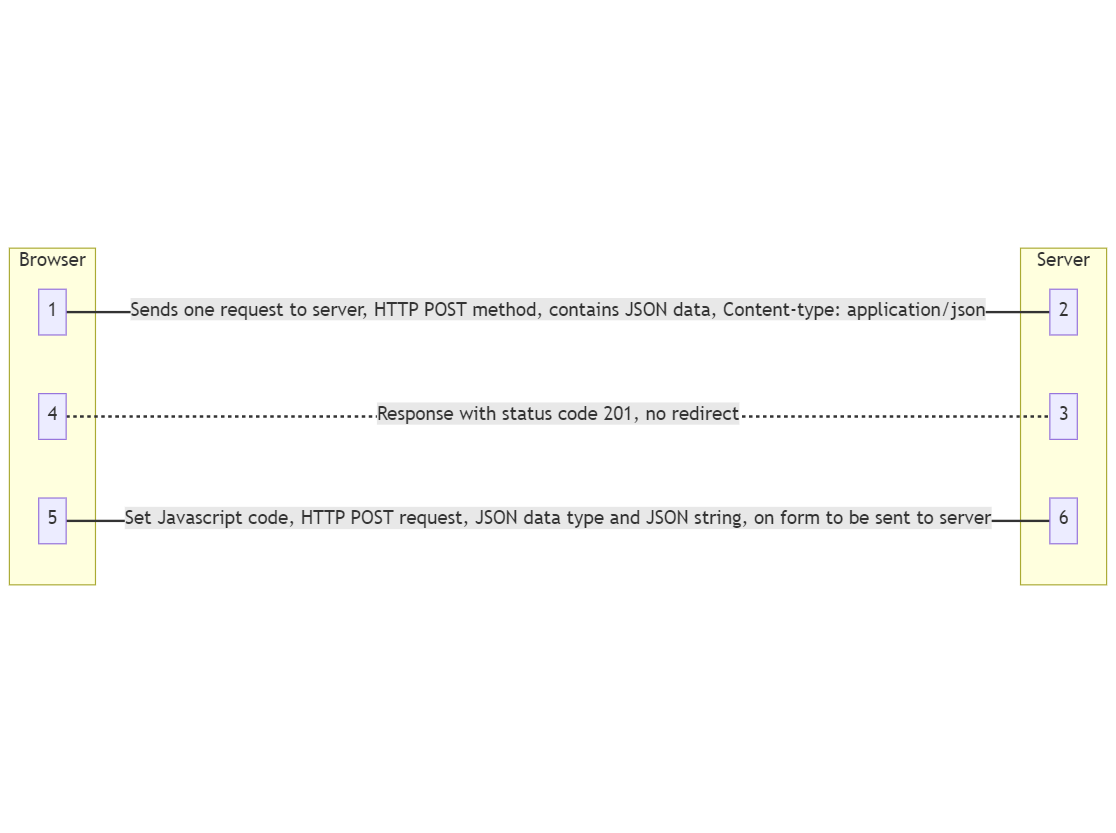 Browser
Server
1
Sends one request to server, HTTP POST method, contains JSON data, Content-type: application/json
2
4
Response with status code 201, no redirect
3
5
Set Javascript code, HTTP POST request, JSON data type and JSON string, on form to be sent to server
6